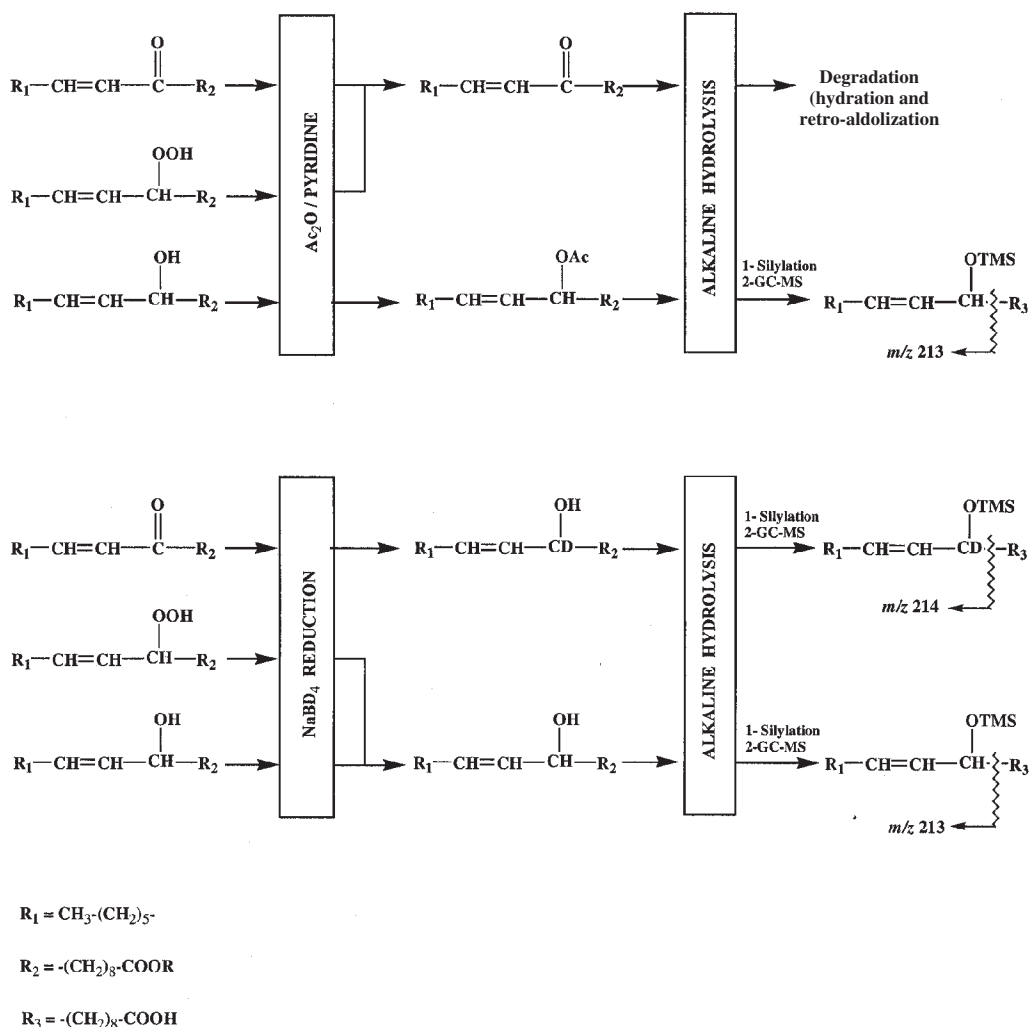 O
R₁—CH=CH—C—R₂
Ac₂O / PYRIDINE
O
R₁—CH=CH—C—R₂
ALKALINE HYDROLYSIS
Degradation
(hydration and
retro-aldolization
OOH
R₁—CH=CH—CH—R₂
OH
R₁—CH=CH—CH—R₂
OAc
R₁—CH=CH—CH—R₂
1- Silylation
2-GC-MS
OTMS
R₁—CH=CH—CH—R₃
m/z 213
O
R₁—CH=CH—C—R₂
NaBD₄ REDUCTION
OH
R₁—CH=CH—CD—R₂
ALKALINE HYDROLYSIS
1- Silylation
2-GC-MS
OTMS
R₁—CH=CH—CD—R₃
m/z 214
OOH
R₁—CH=CH—CH—R₂
OH
R₁—CH=CH—CH—R₂
OH
R₁—CH=CH—CH—R₂
1- Silylation
2-GC-MS
OTMS
R₁—CH=CH—CH—R₃
m/z 213
R₁ = CH₃-(CH₂)₅-
R₂ = -(CH₂)₈-COOR
R₃ = -(CH₂)₈-COOH